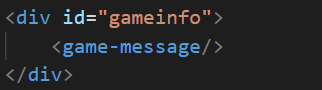 <div id="gameinfo">
    <game-message/>
</div>